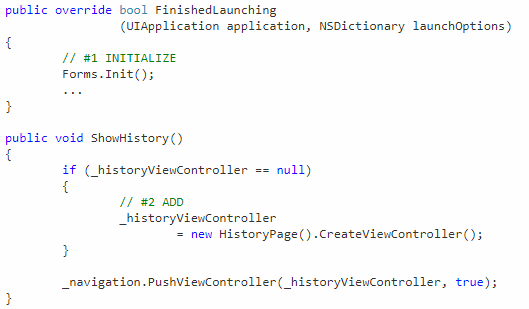 public override bool FinishedLaunching
(UIApplication application, NSDictionary launchOptions)
{
// #1 INITIALIZE
Forms.Init();
...
}
public void ShowHistory()
{
if (_historyViewController == null)
{
// #2 ADD
_historyViewController
= new HistoryPage().CreateViewController();
}
_navigation.PushViewController(_historyViewController, true);
}